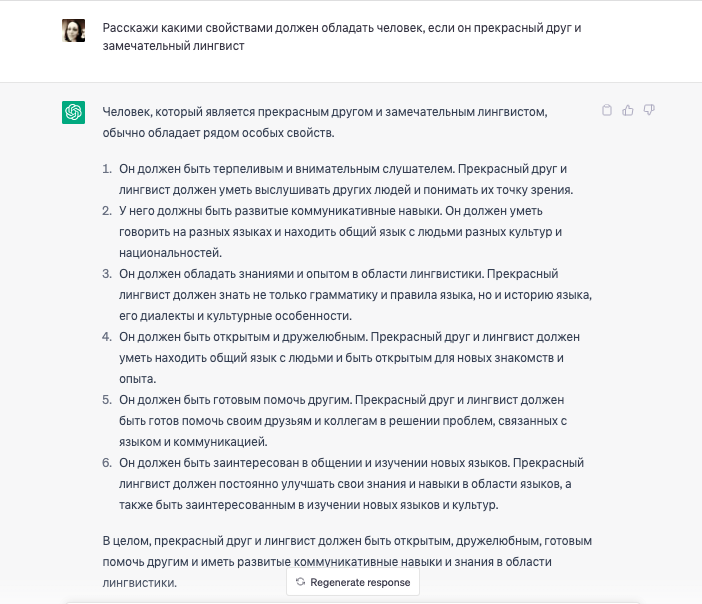 Расскажи какими свойствами должен обладать человек, если он прекрасный друг и
замечательный лингвист
Человек, который является прекрасным другом и замечательным лингвистом,
обычно обладает рядом особых свойств.
1. Он должен быть терпеливым и внимательным слушателем. Прекрасный друг и
лингвист должен уметь выслушивать других людей и понимать их точку зрения.
2. У него должны быть развитые коммуникативные навыки. Он должен уметь
говорить на разных языках и находить общий язык с людьми разных культур и
национальностей.
3. Он должен обладать знаниями и опытом в области лингвистики. Прекрасный
лингвист должен знать не только грамматику и правила языка, но и историю языка,
его диалекты и культурные особенности.
4. Он должен быть открытым и дружелюбным. Прекрасный друг и лингвист должен
уметь находить общий язык с людьми и быть открытым для новых знакомств и
опыта.
5. Он должен быть готовым помочь другим. Прекрасный друг и лингвист должен
быть готов помочь своим друзьям и коллегам в решении проблем, связанных с
языком и коммуникацией.
6. Он должен быть заинтересован в общении и изучении новых языков. Прекрасный
лингвист должен постоянно улучшать свои знания и навыки в области языков, а
также быть заинтересованным в изучении новых языков и культур.
В целом, прекрасный друг и лингвист должен быть открытым, дружелюбным, готовым
помочь другим и иметь развитые коммуникативные навыки и знания в области
лингвистики.
Regenerate response